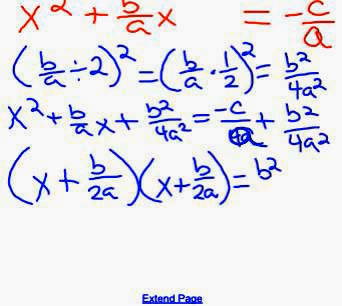 x² + b/a x = -c/a
(b/a ÷ 2)² = (b/a · 1/2)² = b²/4a²
x² + b/a x + b²/4a² = -c/a + b²/4a²
(x + b/2a)(x + b/2a) = b²
Extend Page